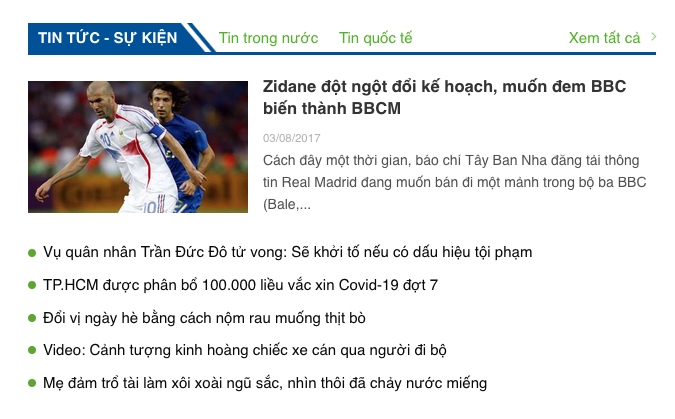 TIN TỨC - SỰ KIỆN Tin trong nước Tin quốc tế Xem tất cả
Zidane đột ngột đổi kế hoạch, muốn đem BBC
biến thành BBCM
03/08/2017
Cách đây một thời gian, báo chí Tây Ban Nha đăng tải thông
tin Real Madrid đang muốn bán đi một mảnh trong bộ ba BBC
(Bale,...
Vụ quân nhân Trần Đức Đô tử vong: Sẽ khởi tố nếu có dấu hiệu tội phạm
TP.HCM được phân bổ 100.000 liều vắc xin Covid-19 đợt 7
Đổi vị ngày hè bằng cách nộm rau muống thịt bò
Video: Cảnh tượng kinh hoàng chiếc xe cán qua người đi bộ
Mẹ đảm trổ tài làm xôi xoài ngũ sắc, nhìn thôi đã chảy nước miếng